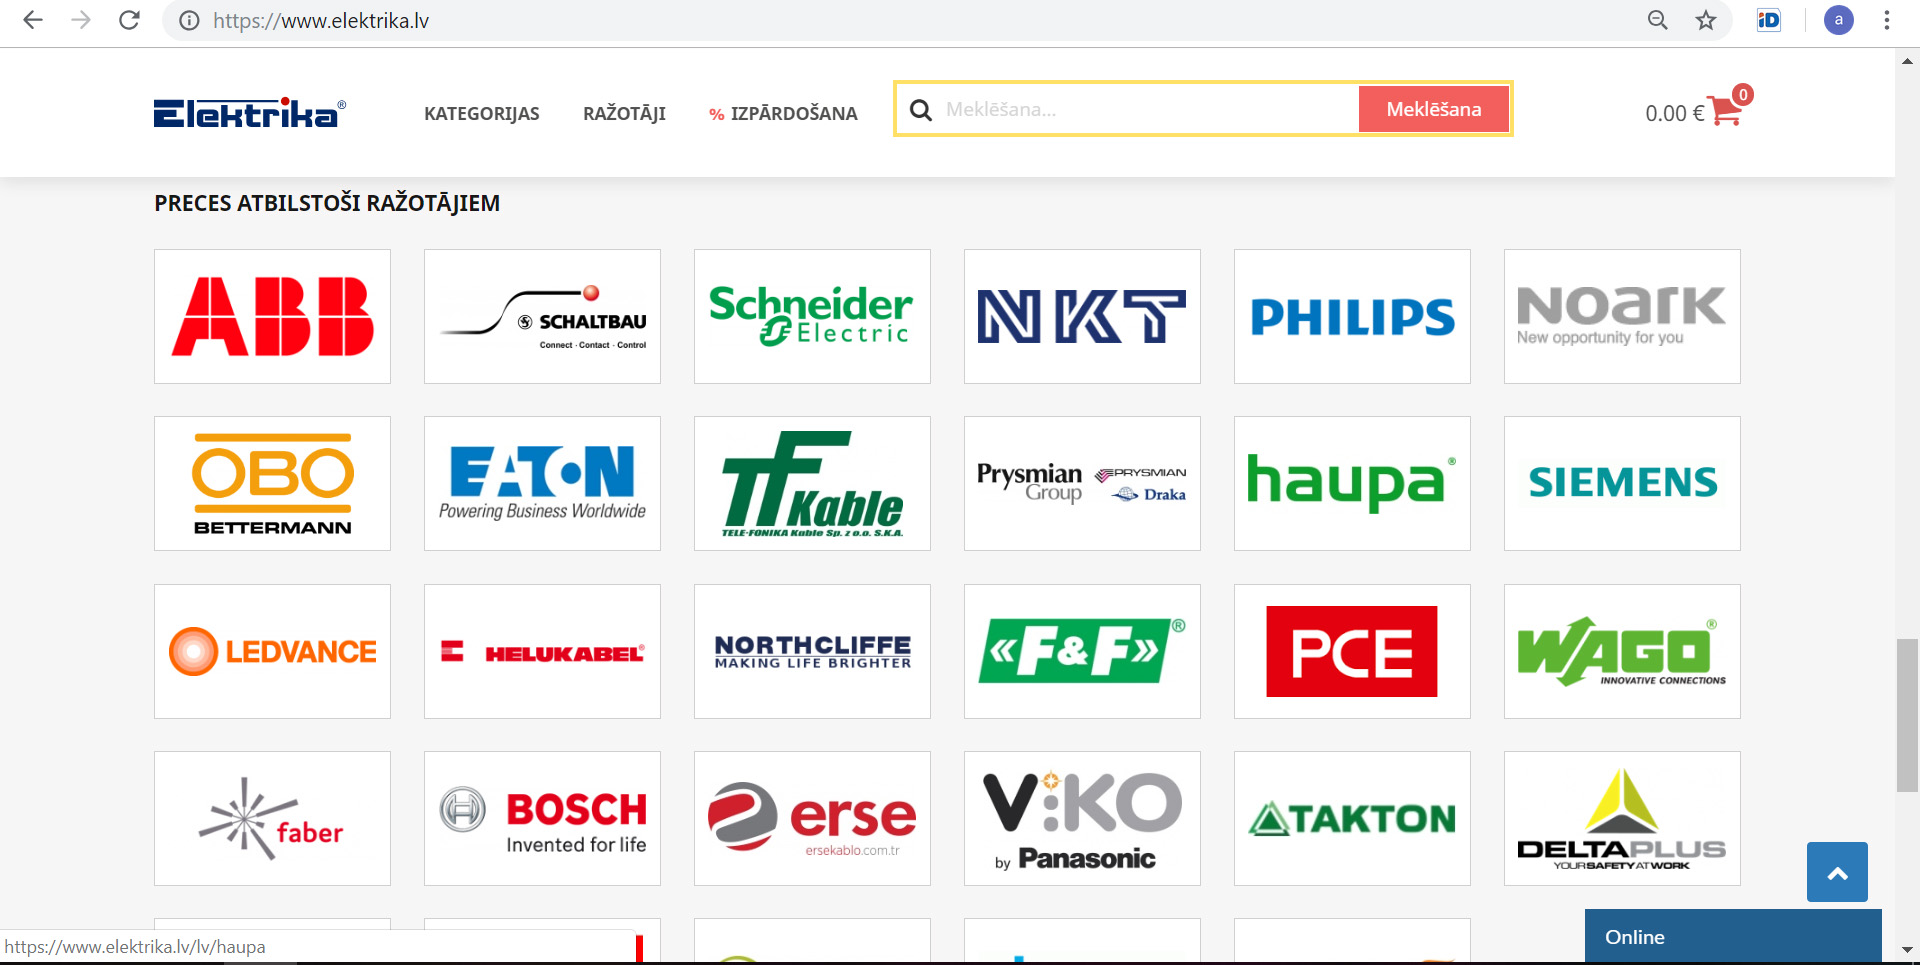 https://www.elektrika.lv
a
Elektrika®
KATEGORIJAS
RAŽOTĀJI
% IZPĀRDOŠANA
Meklēšana...
Meklēšana
0.00 €
0
PRECES ATBILSTOŠI RAŽOTĀJIEM
ABB
S SCHALTBAU
Connect · Contact · Control
Schneider
Electric
NKT
PHILIPS
NOARK
New opportunity for you
OBO
BETTERMANN
EATON
Powering Business Worldwide
TF Kable
TELE-FONIKA Kable Sp. z o.o. S.K.A.
Prysmian
Group
PRYSMIAN
Draka
haupa®
SIEMENS
LEDVANCE
HELUKABEL®
NORTHCLIFFE
MAKING LIFE BRIGHTER
«F&F»®
PCE
WAGO®
INNOVATIVE CONNECTIONS
faber
BOSCH
Invented for life
erse
ersekablo.com.tr
ViKO
by Panasonic
TAKTON
DELTAPLUS
YOUR SAFETY AT WORK
https://www.elektrika.lv/lv/haupa
Online
iD